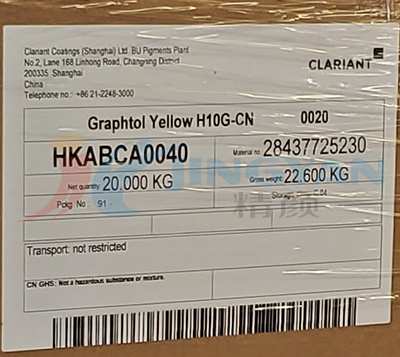 Clariant Coatings (Shanghai) Ltd. BU Pigments Plant
No.2, Lane 168 Linhong Road, Changning District
200335 Shanghai
China
Telephone no.: +86 21-2248-3000
CLARIANT
Graphtol Yellow H10G-CN 0020
HKABCA0040 Material no. 28437725230
Net quantity 20.000 KG Gross weight 22.600 KG
Pckg No : 91 -
JINGYAN
精颜
Transport: not restricted
CN GHS: Not a hazardous substance or mixture.